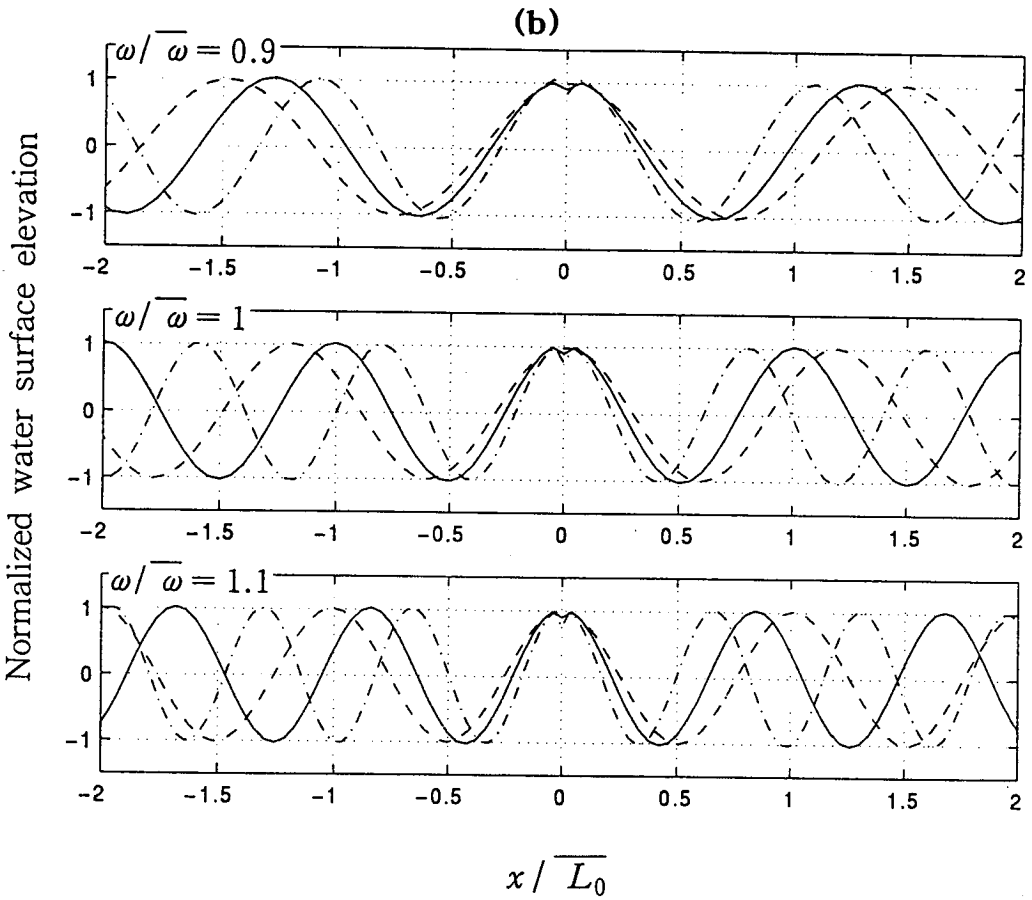 (b)
ω/ω̅ = 0.9
1
0
−1
−2 −1.5 −1 −0.5 0 0.5 1 1.5 2
ω/ω̅ = 1
1
0
−1
−2 −1.5 −1 −0.5 0 0.5 1 1.5 2
ω/ω̅ = 1.1
1
0
−1
−2 −1.5 −1 −0.5 0 0.5 1 1.5 2
Normalized water surface elevation
x/L̅₀